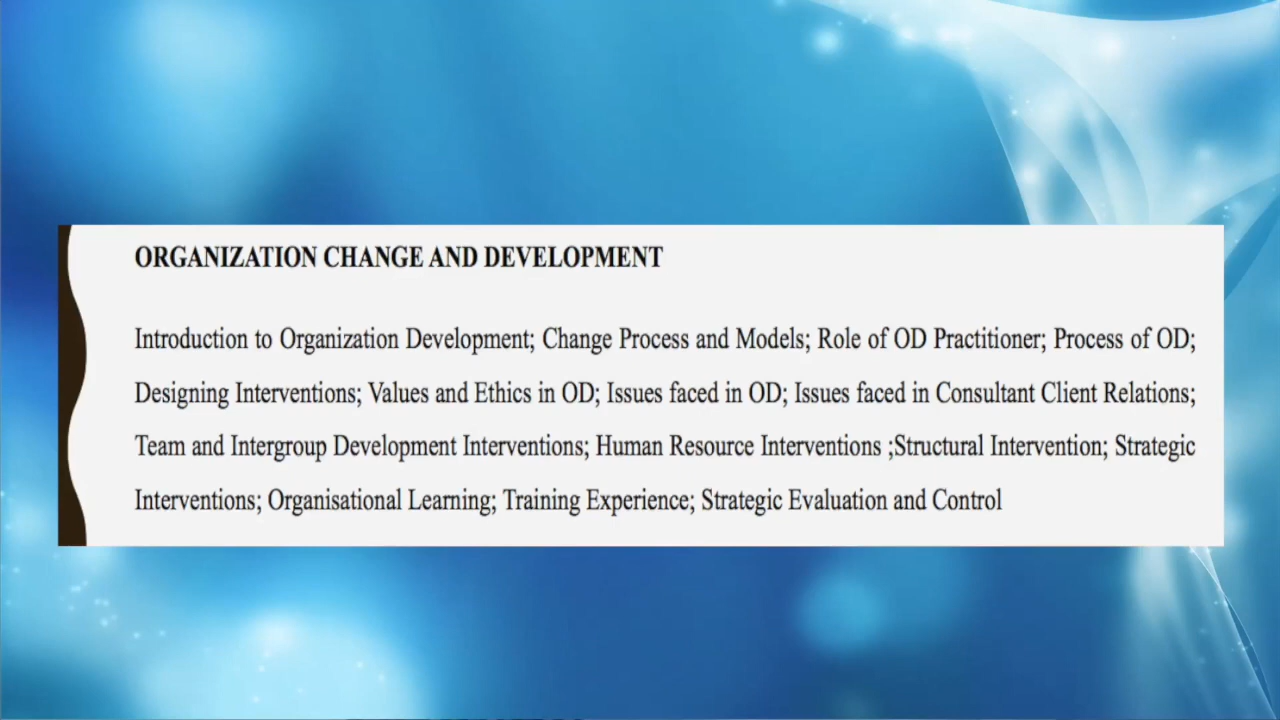 ORGANIZATION CHANGE AND DEVELOPMENT
Introduction to Organization Development; Change Process and Models; Role of OD Practitioner; Process of OD;
Designing Interventions; Values and Ethics in OD; Issues faced in OD; Issues faced in Consultant Client Relations;
Team and Intergroup Development Interventions; Human Resource Interventions ;Structural Intervention; Strategic
Interventions; Organisational Learning; Training Experience; Strategic Evaluation and Control